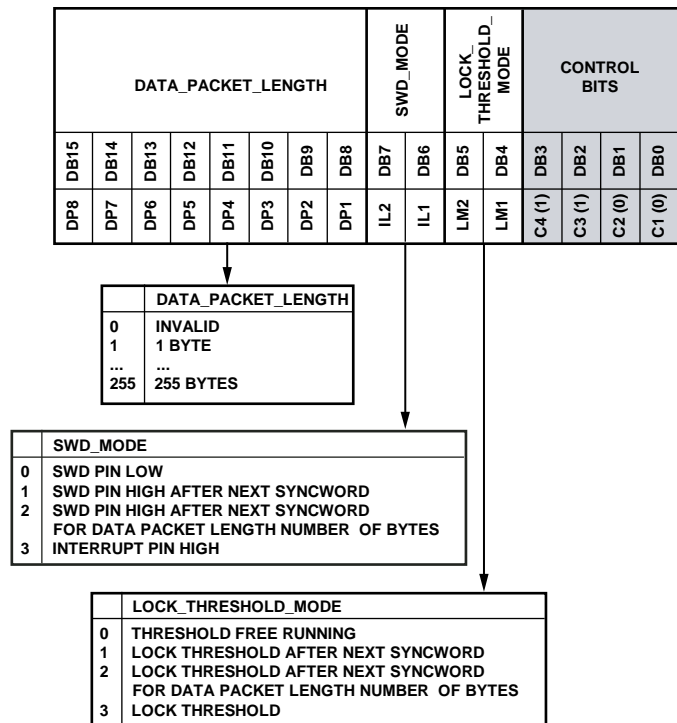 DATA_PACKET_LENGTH
SWD_MODE
LOCK_
THRESHOLD_
MODE
CONTROL
BITS
DB15 DB14 DB13 DB12 DB11 DB10 DB9 DB8 DB7 DB6 DB5 DB4 DB3 DB2 DB1 DB0
DP8 DP7 DP6 DP5 DP4 DP3 DP2 DP1 IL2 IL1 LM2 LM1 C4 (1) C3 (1) C2 (0) C1 (0)
DATA_PACKET_LENGTH
0 INVALID
1 1 BYTE
... ...
255 255 BYTES
SWD_MODE
0 SWD PIN LOW
1 SWD PIN HIGH AFTER NEXT SYNCWORD
2 SWD PIN HIGH AFTER NEXT SYNCWORD
FOR DATA PACKET LENGTH NUMBER OF BYTES
3 INTERRUPT PIN HIGH
LOCK_THRESHOLD_MODE
0 THRESHOLD FREE RUNNING
1 LOCK THRESHOLD AFTER NEXT SYNCWORD
2 LOCK THRESHOLD AFTER NEXT SYNCWORD
FOR DATA PACKET LENGTH NUMBER OF BYTES
3 LOCK THRESHOLD